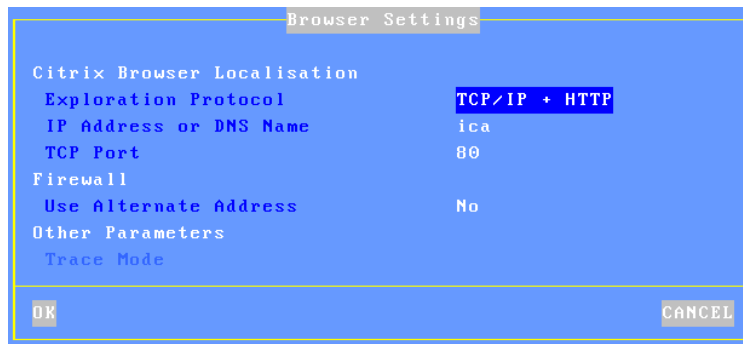 Browser Settings
Citrix Browser Localisation
Exploration Protocol TCP/IP + HTTP
IP Address or DNS Name ica
TCP Port 80
Firewall
Use Alternate Address No
Other Parameters
Trace Mode
OK CANCEL